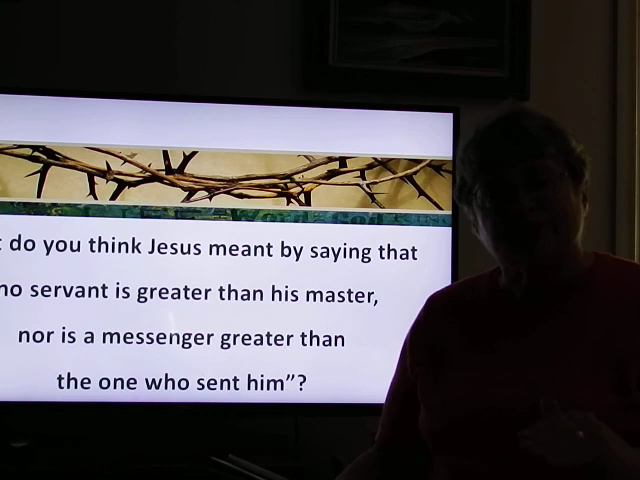 do you think Jesus meant by saying that
no servant is greater than his master,
nor is a messenger greater than
the one who sent him"?